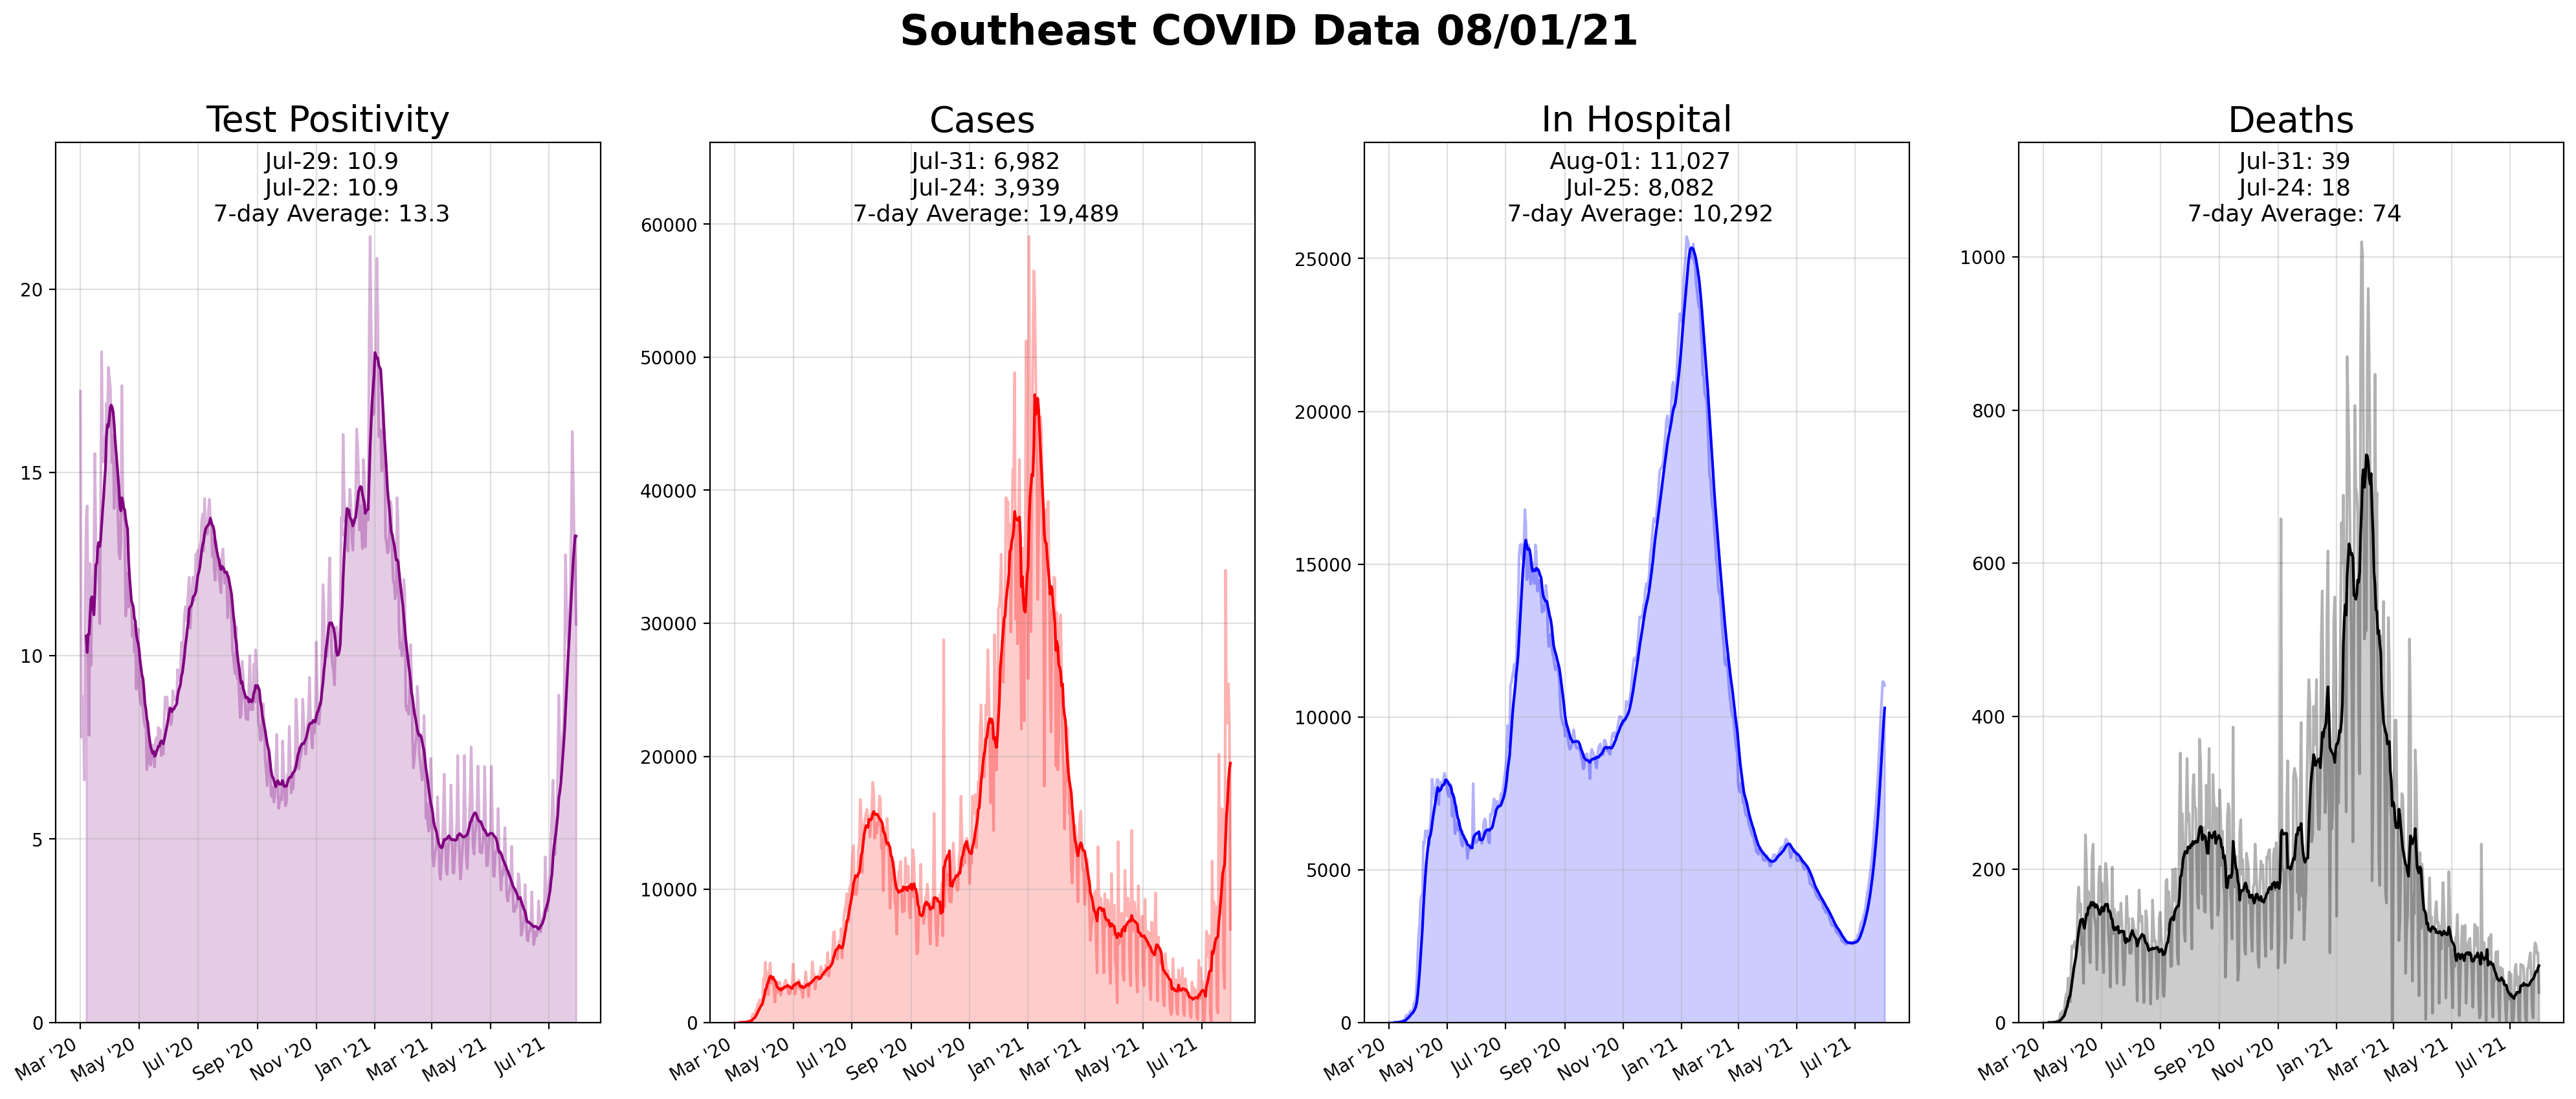 Southeast COVID Data 08/01/21
Test Positivity
Jul-29: 10.9
Jul-22: 10.9
7-day Average: 13.3
20
15
10
5
0
Mar '20
May '20
Jul '20
Sep '20
Nov '20
Jan '21
Mar '21
May '21
Jul '21
Cases
Jul-31: 6,982
Jul-24: 3,939
7-day Average: 19,489
60000
50000
40000
30000
20000
10000
0
Mar '20
May '20
Jul '20
Sep '20
Nov '20
Jan '21
Mar '21
May '21
Jul '21
In Hospital
Aug-01: 11,027
Jul-25: 8,082
7-day Average: 10,292
25000
20000
15000
10000
5000
0
Mar '20
May '20
Jul '20
Sep '20
Nov '20
Jan '21
Mar '21
May '21
Jul '21
Deaths
Jul-31: 39
Jul-24: 18
7-day Average: 74
1000
800
600
400
200
0
Mar '20
May '20
Jul '20
Sep '20
Nov '20
Jan '21
Mar '21
May '21
Jul '21